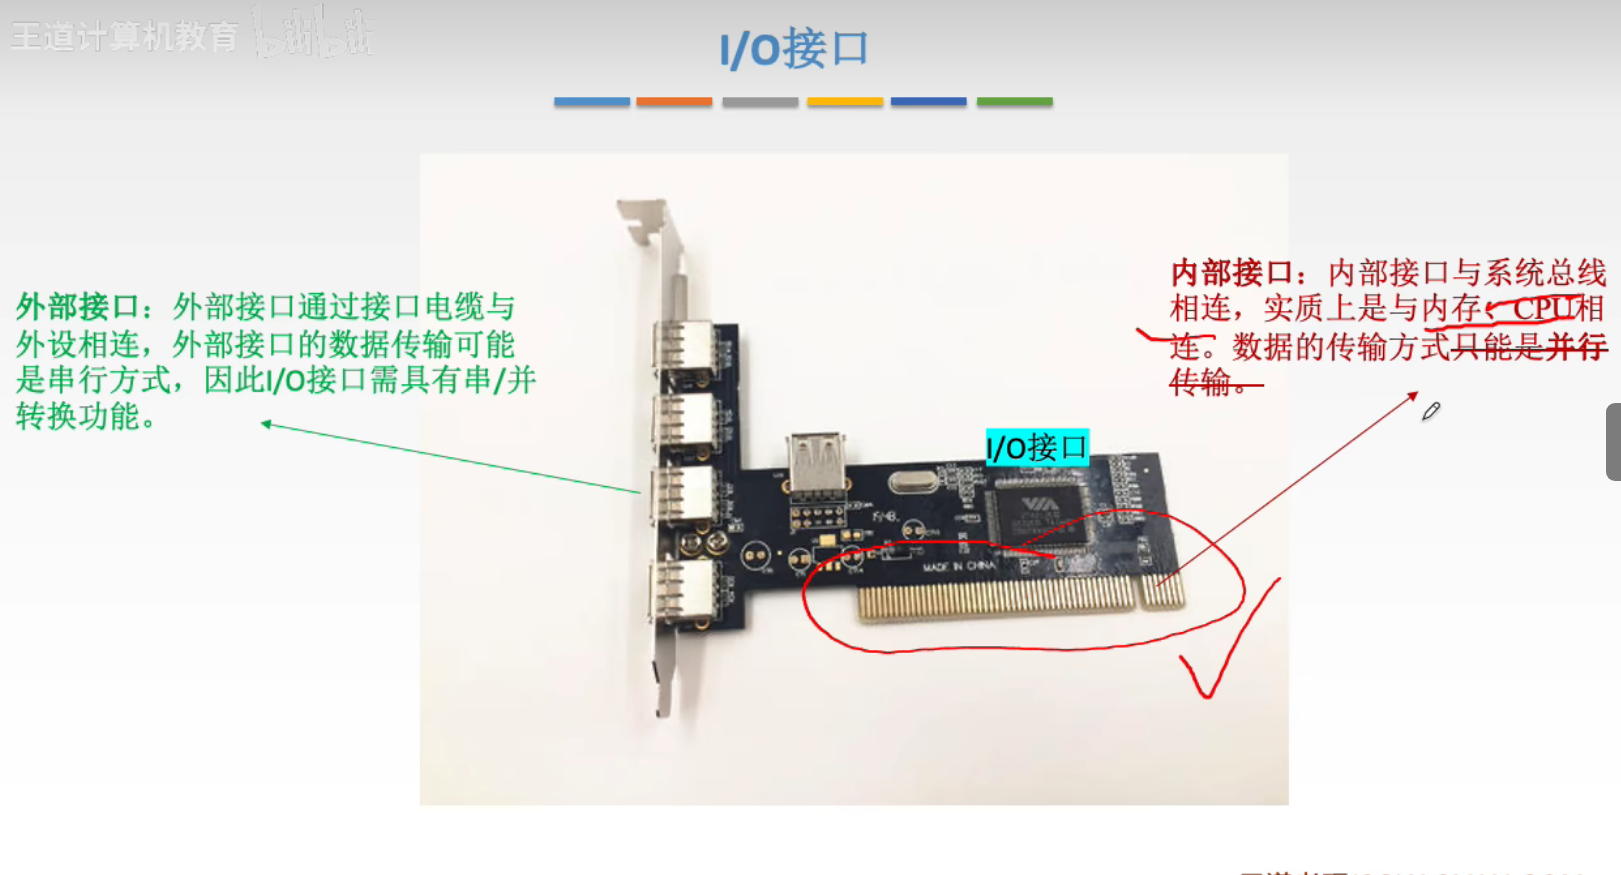 王道计算机教育 bilibili
I/O接口
外部接口：外部接口通过接口电缆与
外设相连，外部接口的数据传输可能
是串行方式，因此I/O接口需具有串/并
转换功能。
内部接口：内部接口与系统总线
相连，实质上是与内存、CPU相
连。数据的传输方式只能是并行
传输。
I/O接口
VIA
MADE IN CHINA